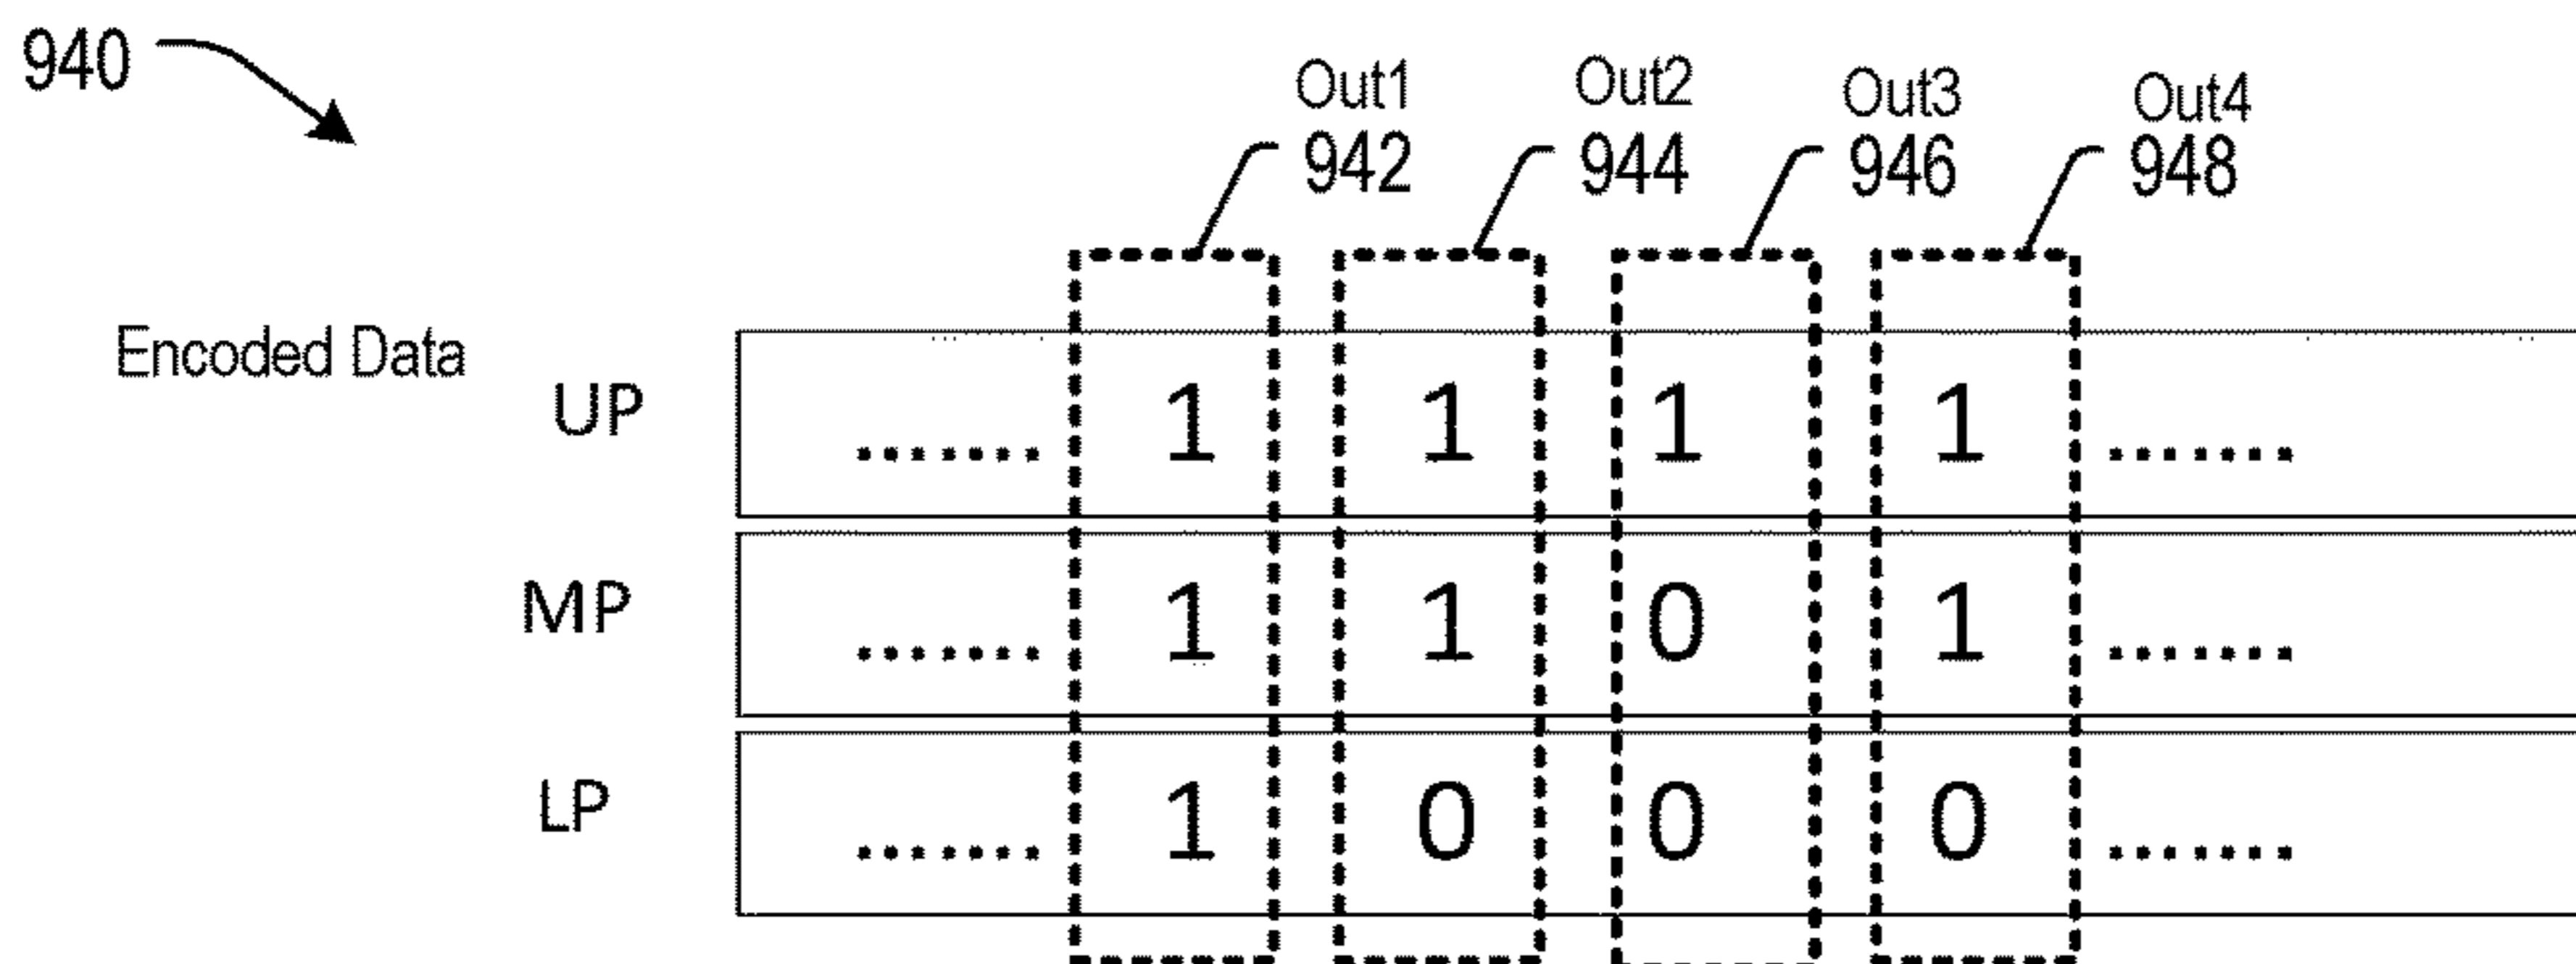 940
Out1 Out2 Out3 Out4
942 944 946 948
Encoded Data
UP ....... 1 1 1 1 .......
MP ....... 1 1 0 1 .......
LP ....... 1 0 0 0 .......